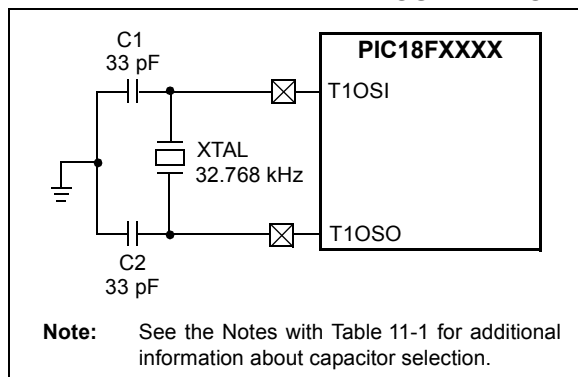 C1
33 pF
PIC18FXXXX
T1OSI
XTAL
32.768 kHz
T1OSO
C2
33 pF
Note: See the Notes with Table 11-1 for additional
information about capacitor selection.